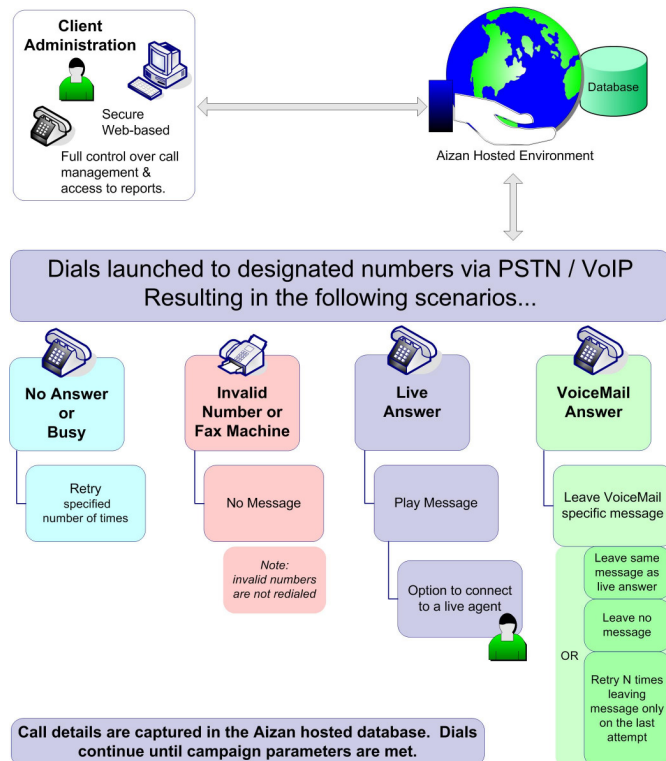 Client
Administration
Secure
Web-based
Full control over call
management &
access to reports.
Database
Aizan Hosted Environment
Dials launched to designated numbers via PSTN / VoIP
Resulting in the following scenarios...
No Answer
or
Busy
Retry
specified
number of times
Invalid
Number or
Fax Machine
No Message
Note:
invalid numbers
are not redialed
Live
Answer
Play Message
Option to connect
to a live agent
VoiceMail
Answer
Leave VoiceMail
specific message
OR
Leave same
message as
live answer
Leave no
message
Retry N times
leaving
message only
on the last
attempt
Call details are captured in the Aizan hosted database. Dials
continue until campaign parameters are met.